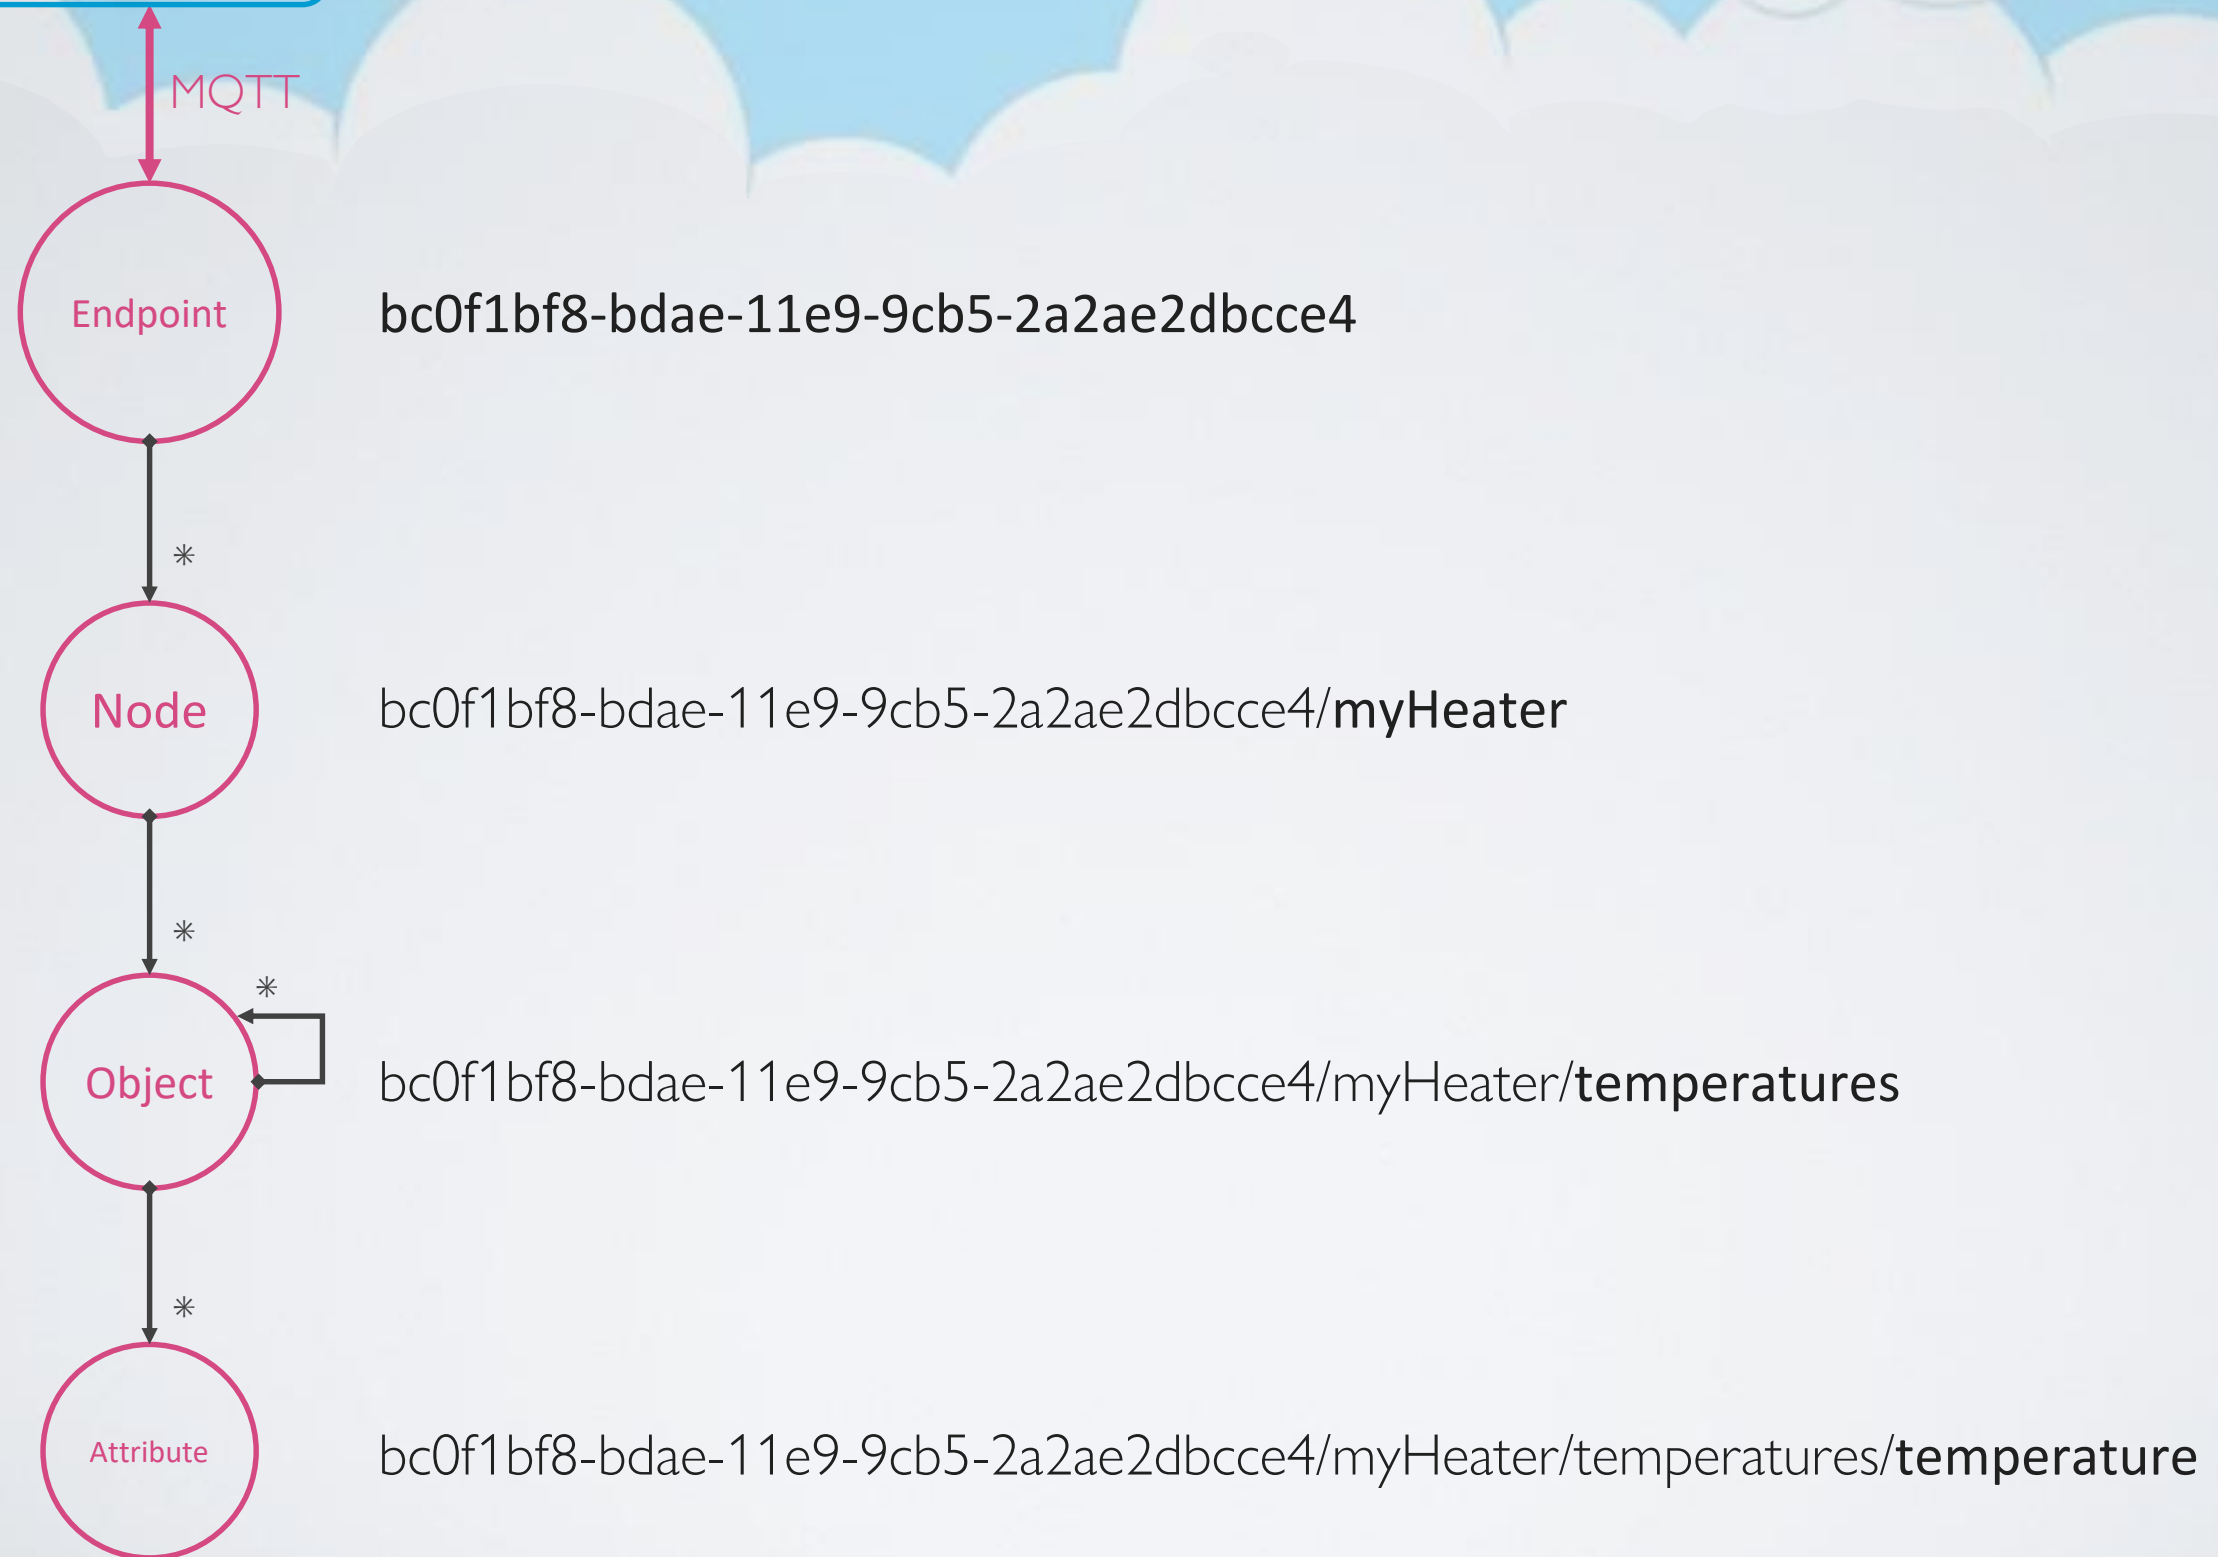 MQTT
Endpoint
bc0f1bf8-bdae-11e9-9cb5-2a2ae2dbcce4
*
Node
bc0f1bf8-bdae-11e9-9cb5-2a2ae2dbcce4/myHeater
*
*
Object
bc0f1bf8-bdae-11e9-9cb5-2a2ae2dbcce4/myHeater/temperatures
*
Attribute
bc0f1bf8-bdae-11e9-9cb5-2a2ae2dbcce4/myHeater/temperatures/temperature